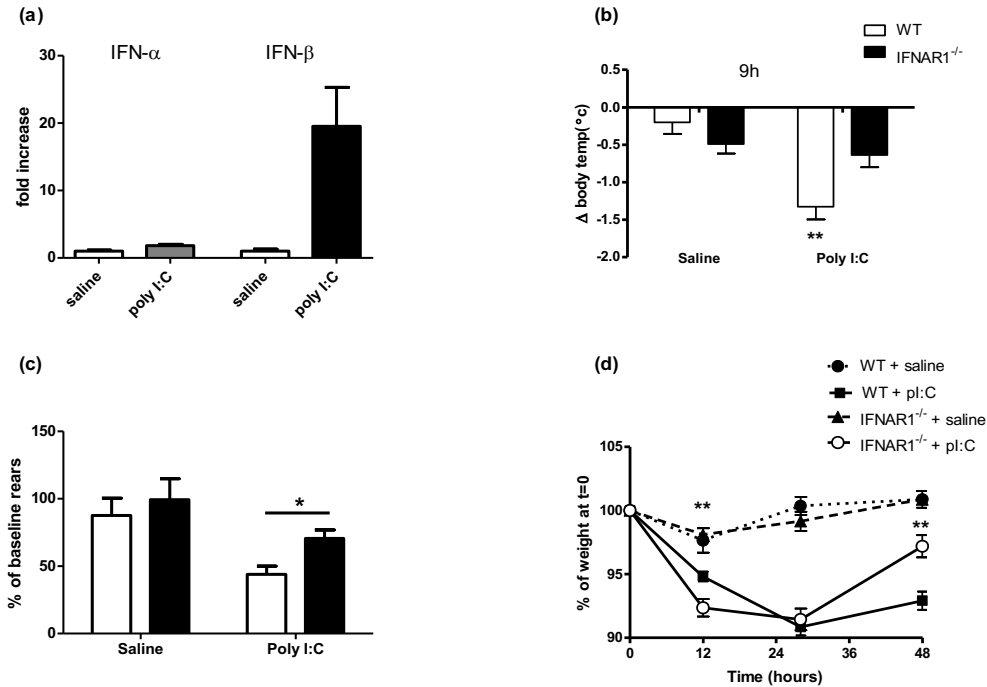 (a)
IFN-α
IFN-β
fold increase
30
20
10
0
saline
poly I:C
saline
poly I:C
(b)
WT
IFNAR1-/-
9h
Δ body temp(°c)
0.5
0.0
-0.5
-1.0
-1.5
-2.0
**
Saline
Poly I:C
(c)
% of baseline rears
150
100
50
0
*
Saline
Poly I:C
(d)
WT + saline
WT + pI:C
IFNAR1-/- + saline
IFNAR1-/- + pI:C
% of weight at t=0
105
100
95
90
**
**
0
12
24
36
48
Time (hours)